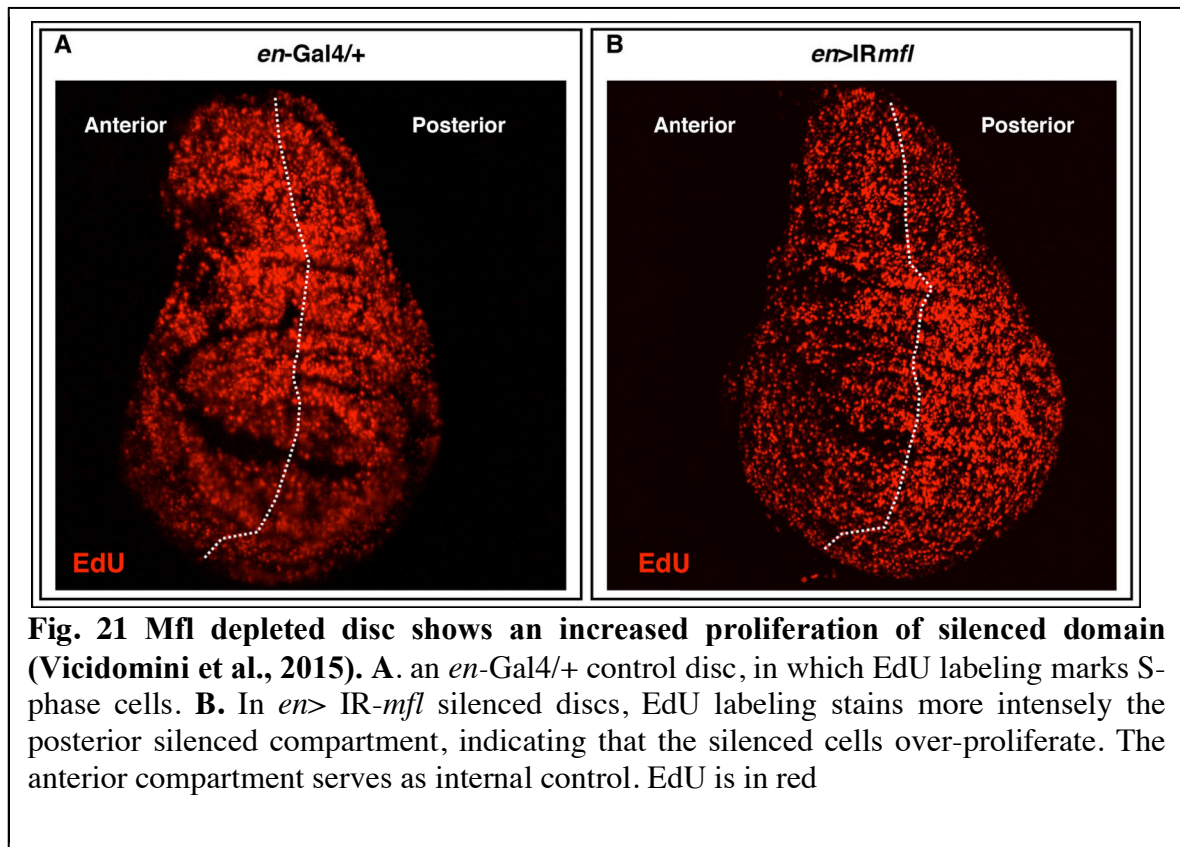 A
en-Gal4/+
Anterior
Posterior
EdU
B
en>IRmfl
Anterior
Posterior
EdU
Fig. 21 Mfl depleted disc shows an increased proliferation of silenced domain
(Vicidomini et al., 2015). A. an en-Gal4/+ control disc, in which EdU labeling marks S-
phase cells. B. In en> IR-mfl silenced discs, EdU labeling stains more intensely the
posterior silenced compartment, indicating that the silenced cells over-proliferate. The
anterior compartment serves as internal control. EdU is in red